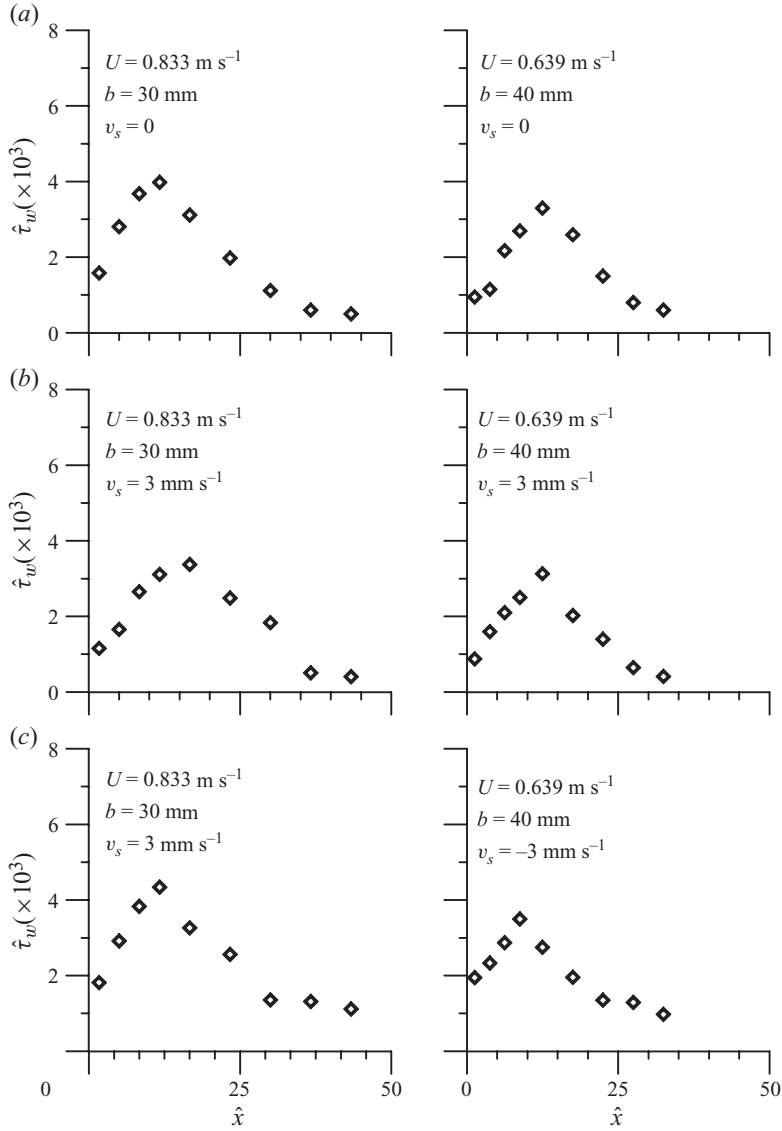 (a)
8
6
4
2
0
τ̂w(×10³)
U = 0.833 m s⁻¹
b = 30 mm
vs = 0
U = 0.639 m s⁻¹
b = 40 mm
vs = 0
0
25
50
0
25
50
(b)
8
6
4
2
0
τ̂w(×10³)
U = 0.833 m s⁻¹
b = 30 mm
vs = 3 mm s⁻¹
U = 0.639 m s⁻¹
b = 40 mm
vs = 3 mm s⁻¹
(c)
8
6
4
2
τ̂w(×10³)
U = 0.833 m s⁻¹
b = 30 mm
vs = 3 mm s⁻¹
U = 0.639 m s⁻¹
b = 40 mm
vs = –3 mm s⁻¹
x̂
x̂